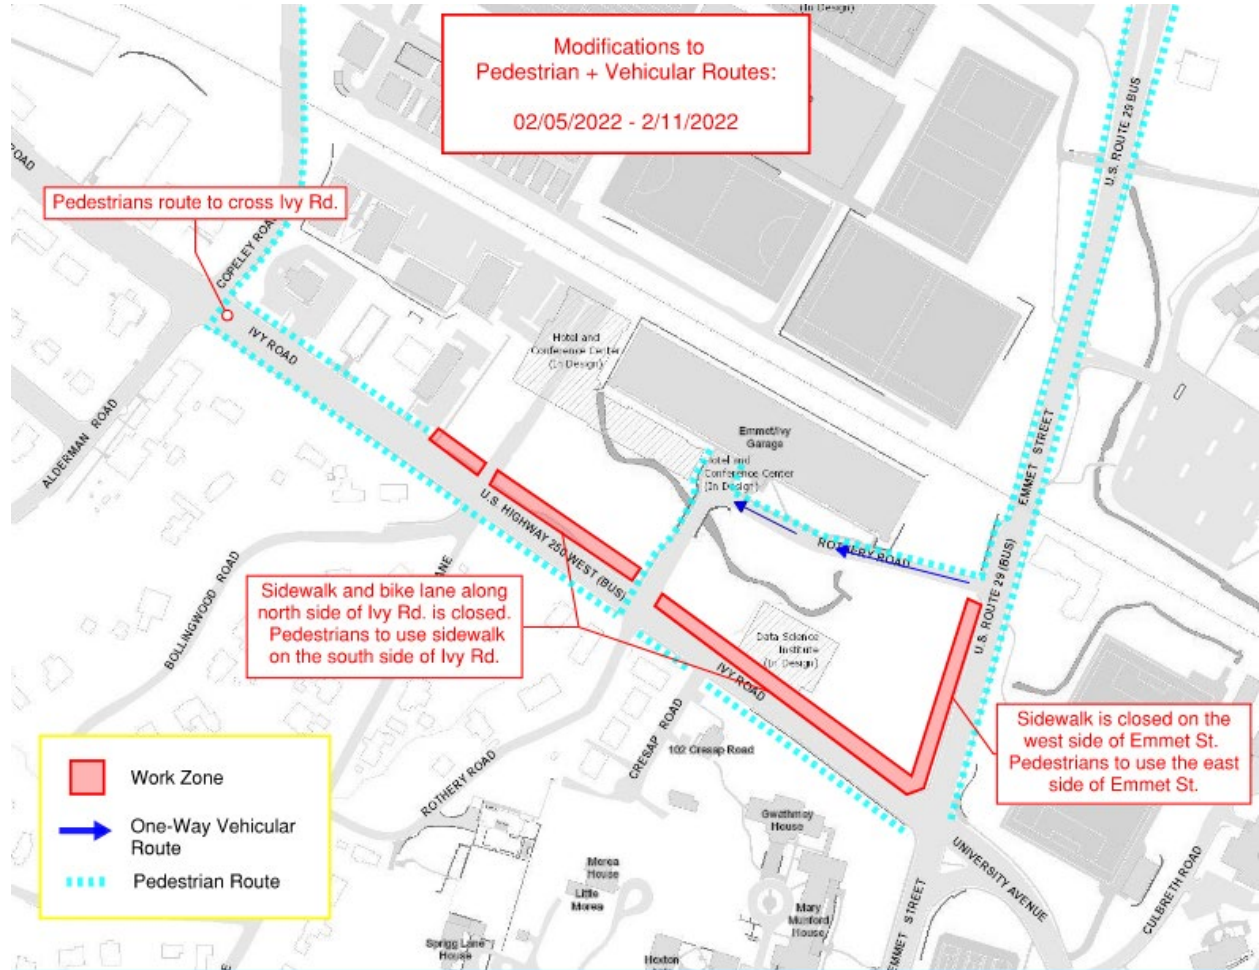 (In Design)
Modifications to
Pedestrian + Vehicular Routes:
02/05/2022 - 2/11/2022
U.S. ROUTE 29 BUS
ROAD
Pedestrians route to cross Ivy Rd.
COPELEY ROAD
IVY ROAD
Hotel and
Conference Center
(In Design)
ALDERMAN ROAD
Emmet/Ivy
Garage
Hotel and
Conference Center
(In Design)
EMMET STREET
U.S. HIGHWAY 250 WEST (BUS)
ROTHERY ROAD
U.S. ROUTE 29 (BUS)
BOLLINGWOOD ROAD
ANE
Sidewalk and bike lane along
north side of Ivy Rd. is closed.
Pedestrians to use sidewalk
on the south side of Ivy Rd.
Data Science
Institute
(In Design)
IVY ROAD
Sidewalk is closed on the
west side of Emmet St.
Pedestrians to use the east
side of Emmet St.
CRESAP ROAD
102 Cresap Road
ROTHERY ROAD
Work Zone
One-Way Vehicular
Route
Pedestrian Route
Gwathmey
House
Morea
House
Little
Morea
Mary
Munford
House
UNIVERSITY AVENUE
CULBRETH ROAD
EMMET STREET
Sprigg Lane
House
Hoxton